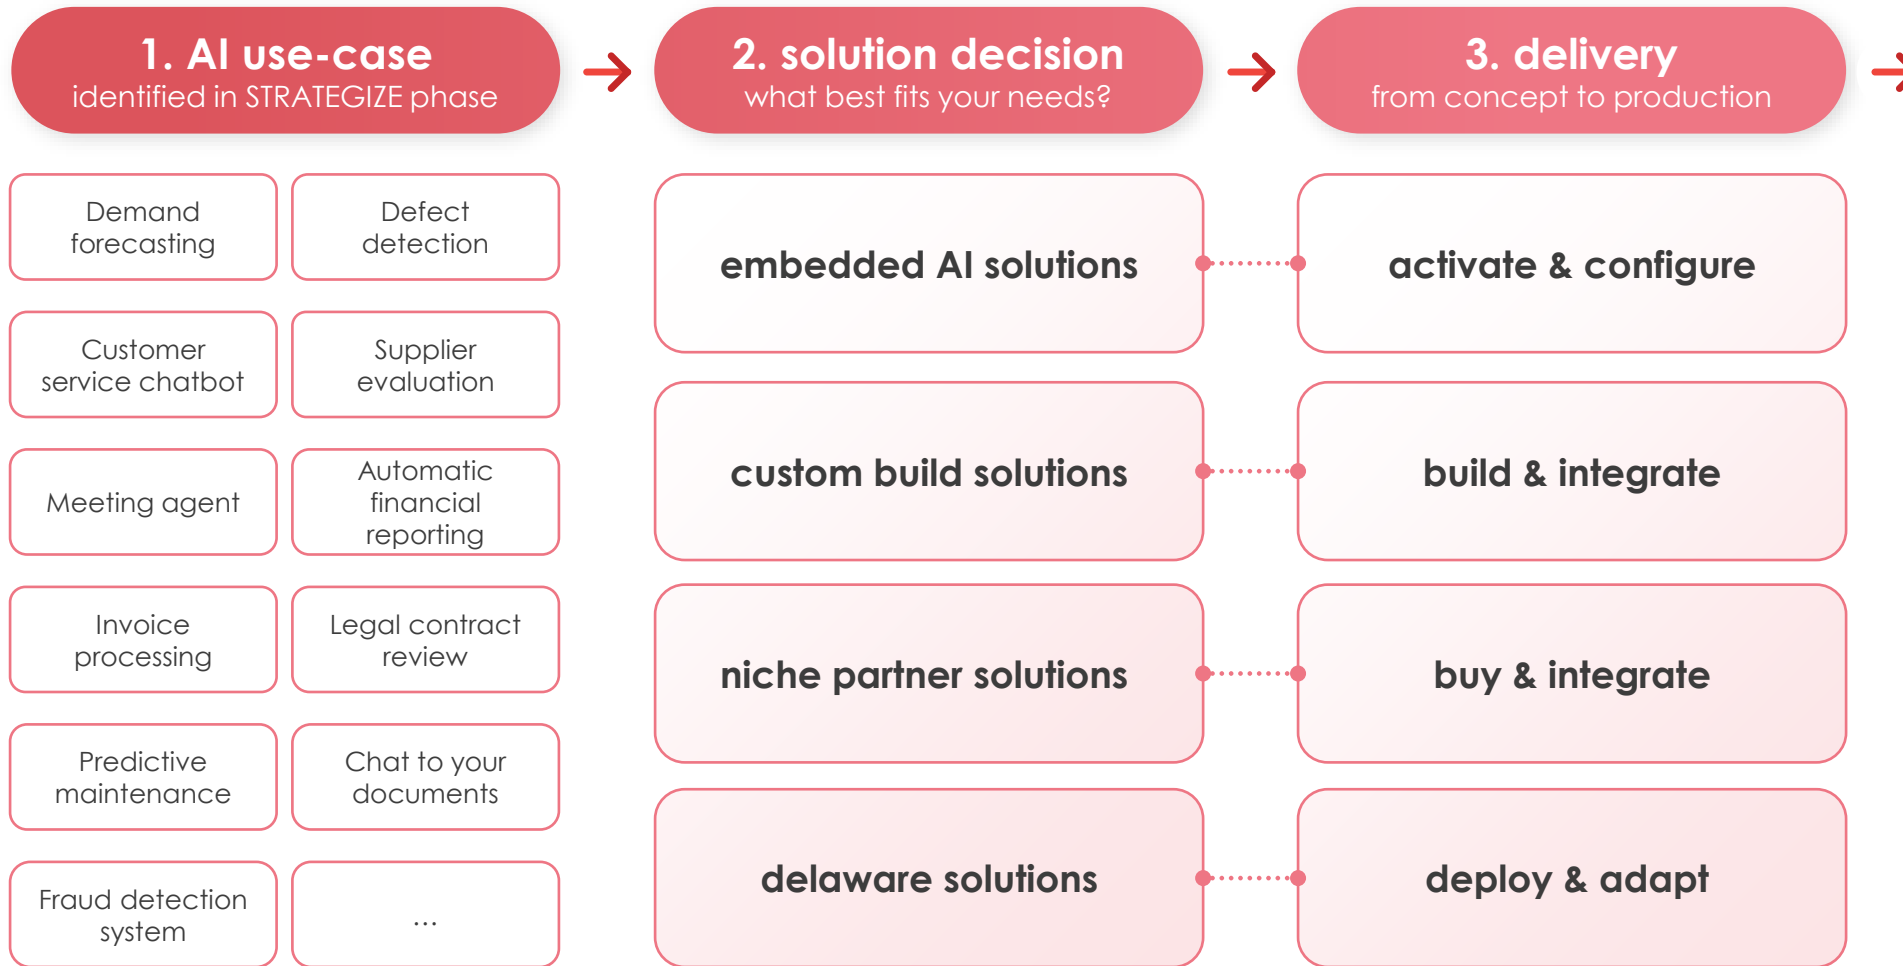 1. AI use-case
identified in STRATEGIZE phase
2. solution decision
what best fits your needs?
3. delivery
from concept to production
Demand
forecasting
Defect
detection
Customer
service chatbot
Supplier
evaluation
Meeting agent
Automatic
financial
reporting
Invoice
processing
Legal contract
review
Predictive
maintenance
Chat to your
documents
Fraud detection
system
...
embedded AI solutions
activate & configure
custom build solutions
build & integrate
niche partner solutions
buy & integrate
delaware solutions
deploy & adapt